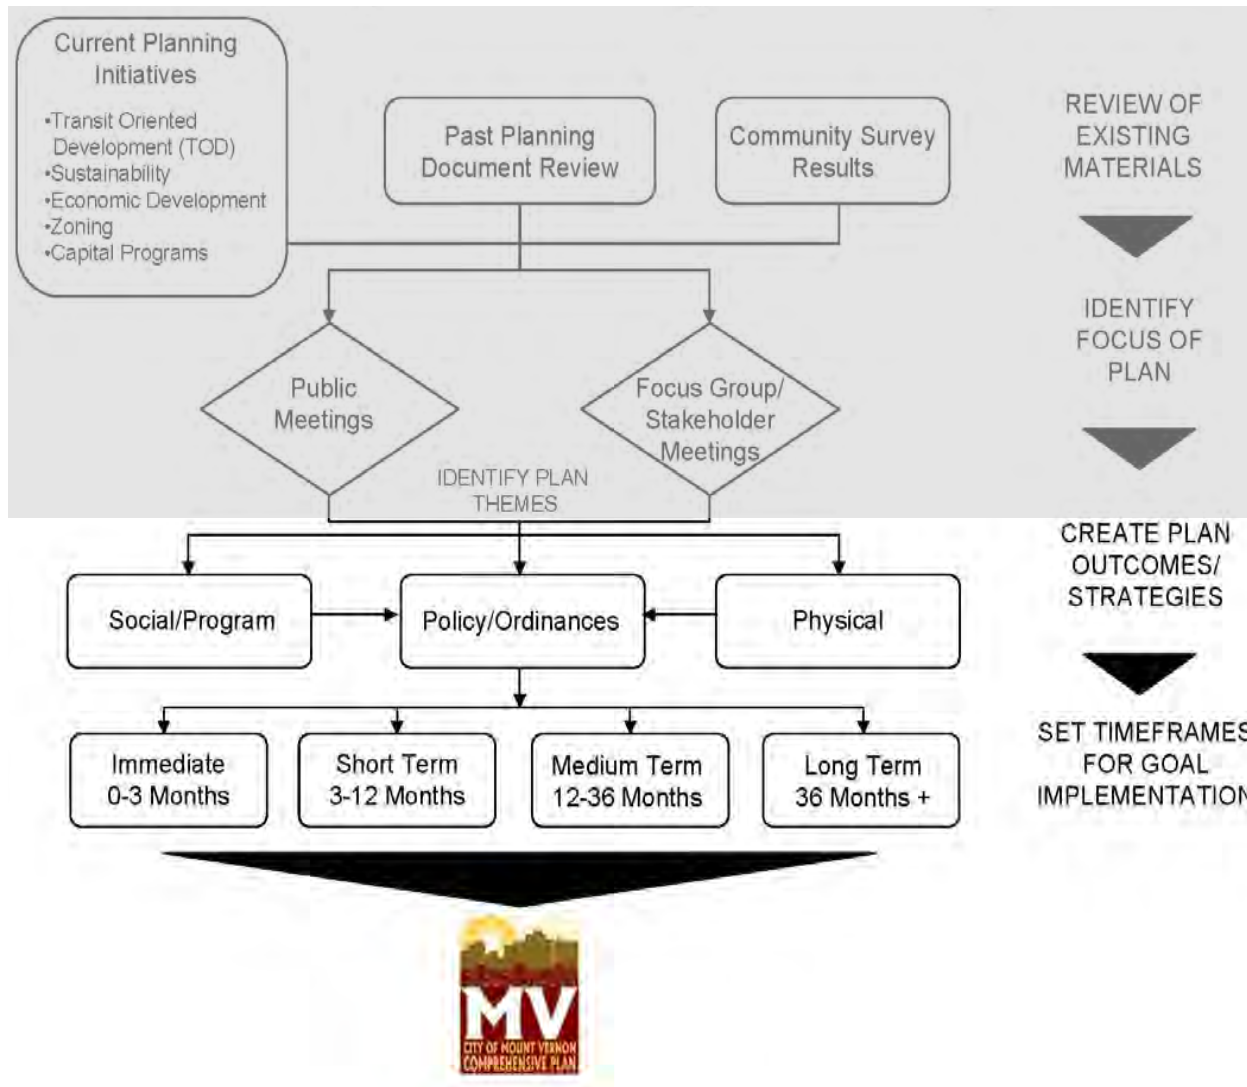 Current Planning
Initiatives
•Transit Oriented
Development (TOD)
•Sustainability
•Economic Development
•Zoning
•Capital Programs
Past Planning
Document Review
Community Survey
Results
REVIEW OF
EXISTING
MATERIALS
Public
Meetings
Focus Group/
Stakeholder
Meetings
IDENTIFY
FOCUS OF
PLAN
IDENTIFY PLAN
THEMES
CREATE PLAN
OUTCOMES/
STRATEGIES
Social/Program
Policy/Ordinances
Physical
Immediate
0-3 Months
Short Term
3-12 Months
Medium Term
12-36 Months
Long Term
36 Months +
SET TIMEFRAMES
FOR GOAL
IMPLEMENTATION
MV
CITY OF MOUNT VERNON
COMPREHENSIVE PLAN